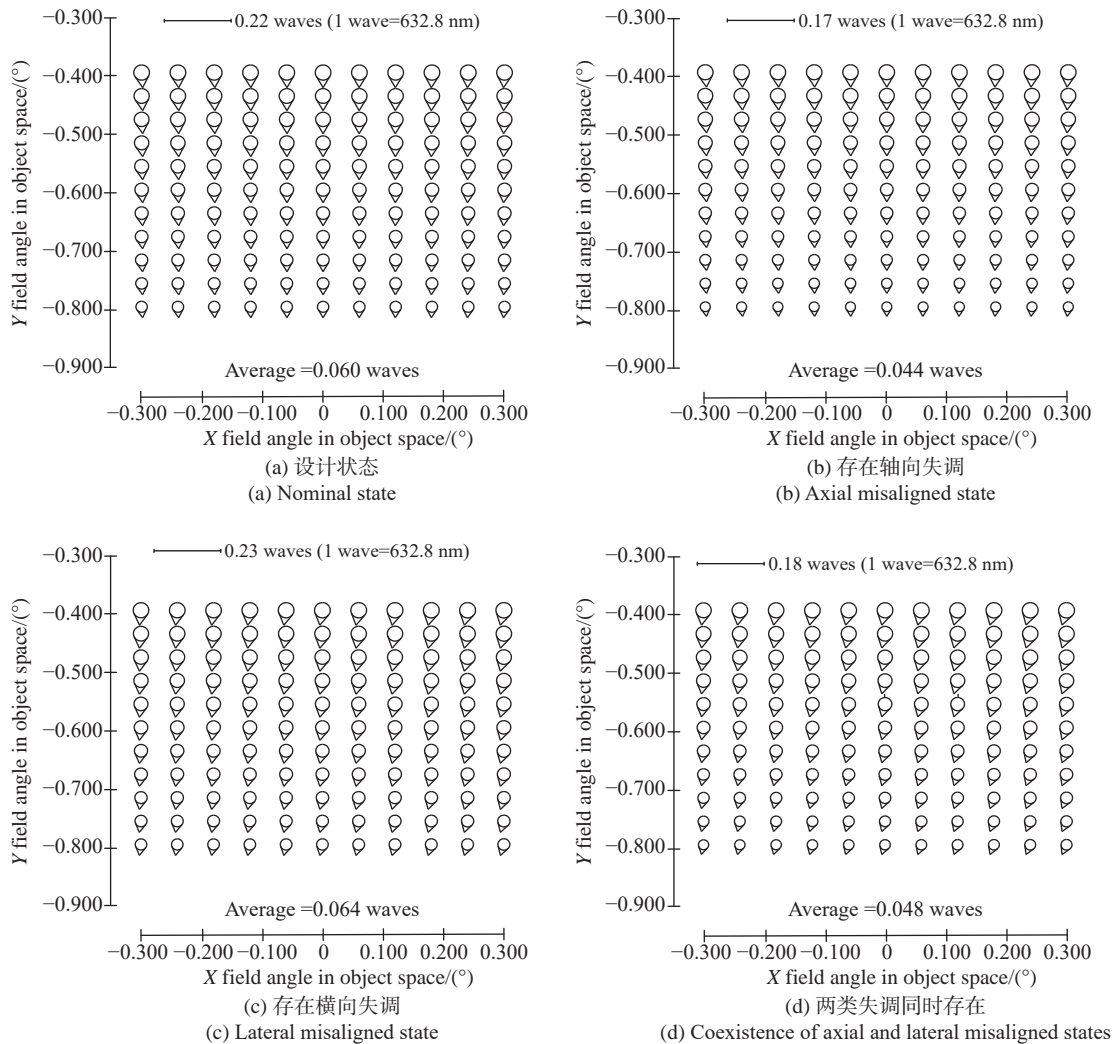 0.22 waves (1 wave=632.8 nm)
−0.300
−0.400
−0.500
−0.600
−0.700
−0.800
−0.900
Y field angle in object space/(°)
Average =0.060 waves
−0.300 −0.200 −0.100 0 0.100 0.200 0.300
X field angle in object space/(°)
(a) 设计状态
(a) Nominal state
0.17 waves (1 wave=632.8 nm)
−0.300
−0.400
−0.500
−0.600
−0.700
−0.800
−0.900
Y field angle in object space/(°)
Average =0.044 waves
−0.300 −0.200 −0.100 0 0.100 0.200 0.300
X field angle in object space/(°)
(b) 存在轴向失调
(b) Axial misaligned state
0.23 waves (1 wave=632.8 nm)
−0.300
−0.400
−0.500
−0.600
−0.700
−0.800
−0.900
Y field angle in object space/(°)
Average =0.064 waves
−0.300 −0.200 −0.100 0 0.100 0.200 0.300
X field angle in object space/(°)
(c) 存在横向失调
(c) Lateral misaligned state
0.18 waves (1 wave=632.8 nm)
−0.300
−0.400
−0.500
−0.600
−0.700
−0.800
−0.900
Y field angle in object space/(°)
Average =0.048 waves
−0.300 −0.200 −0.100 0 0.100 0.200 0.300
X field angle in object space/(°)
(d) 两类失调同时存在
(d) Coexistence of axial and lateral misaligned states